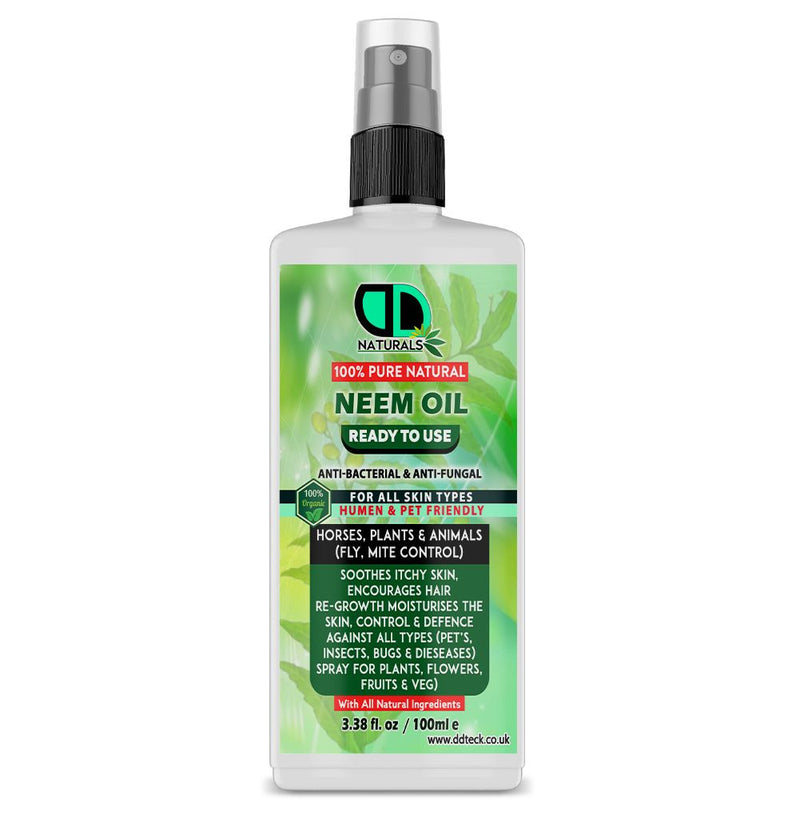 NATURALS
100% PURE NATURAL
NEEM OIL
READY TO USE
ANTI-BACTERIAL & ANTI-FUNGAL
100%
Organic
FOR ALL SKIN TYPES
HUMEN & PET FRIENDLY
HORSES, PLANTS & ANIMALS
(FLY, MITE CONTROL)
SOOTHES ITCHY SKIN,
ENCOURAGES HAIR
RE-GROWTH MOISTURISES THE
SKIN, CONTROL & DEFENCE
AGAINST ALL TYPES (PET'S,
INSECTS, BUGS & DIESEASES)
SPRAY FOR PLANTS, FLOWERS,
FRUITS & VEG)
With All Natural Ingredients
3.38 fl. oz / 100ml e
www.ddteck.co.uk